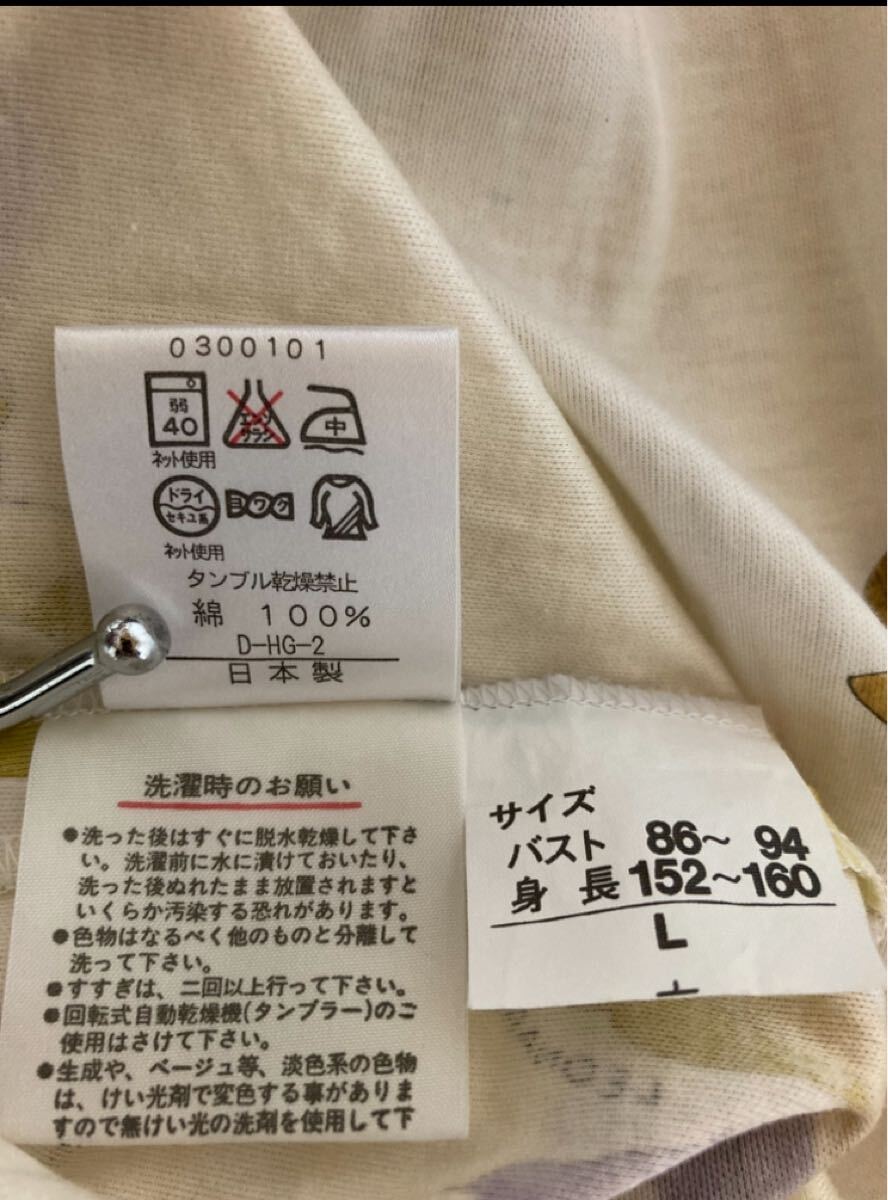 0300101
弱
40
エンソ
サラシ
中
ネット使用
ドライ
セキユ系
ヨワク
ネット使用
タンブル乾燥禁止
綿 100%
D-HG-2
日本製
洗濯時のお願い
●洗った後はすぐに脱水乾燥して下さ
い。洗濯前に水に漬けておいたり、
洗った後ぬれたまま放置されますと
いくらか汚染する恐れがあります。
●色物はなるべく他のものと分離して
洗って下さい。
●すすぎは、二回以上行って下さい。
●回転式自動乾燥機(タンブラー)のご
使用はさけて下さい。
●生成や、ベージュ等、淡色系の色物
は、けい光剤で変色する事がありま
すので無けい光の洗剤を使用して下
サイズ
バスト 86～ 94
身長 152～160
L